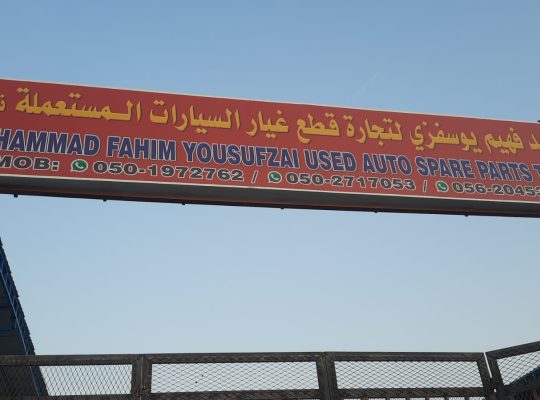 د فهيم يوسفزي لتجارة قطع غيار السيارات المستعملة
HAMMAD FAHIM YOUSUFZAI USED AUTO SPARE PARTS T
MOB: 050-1972762 / 050-2717053 / 056-2045